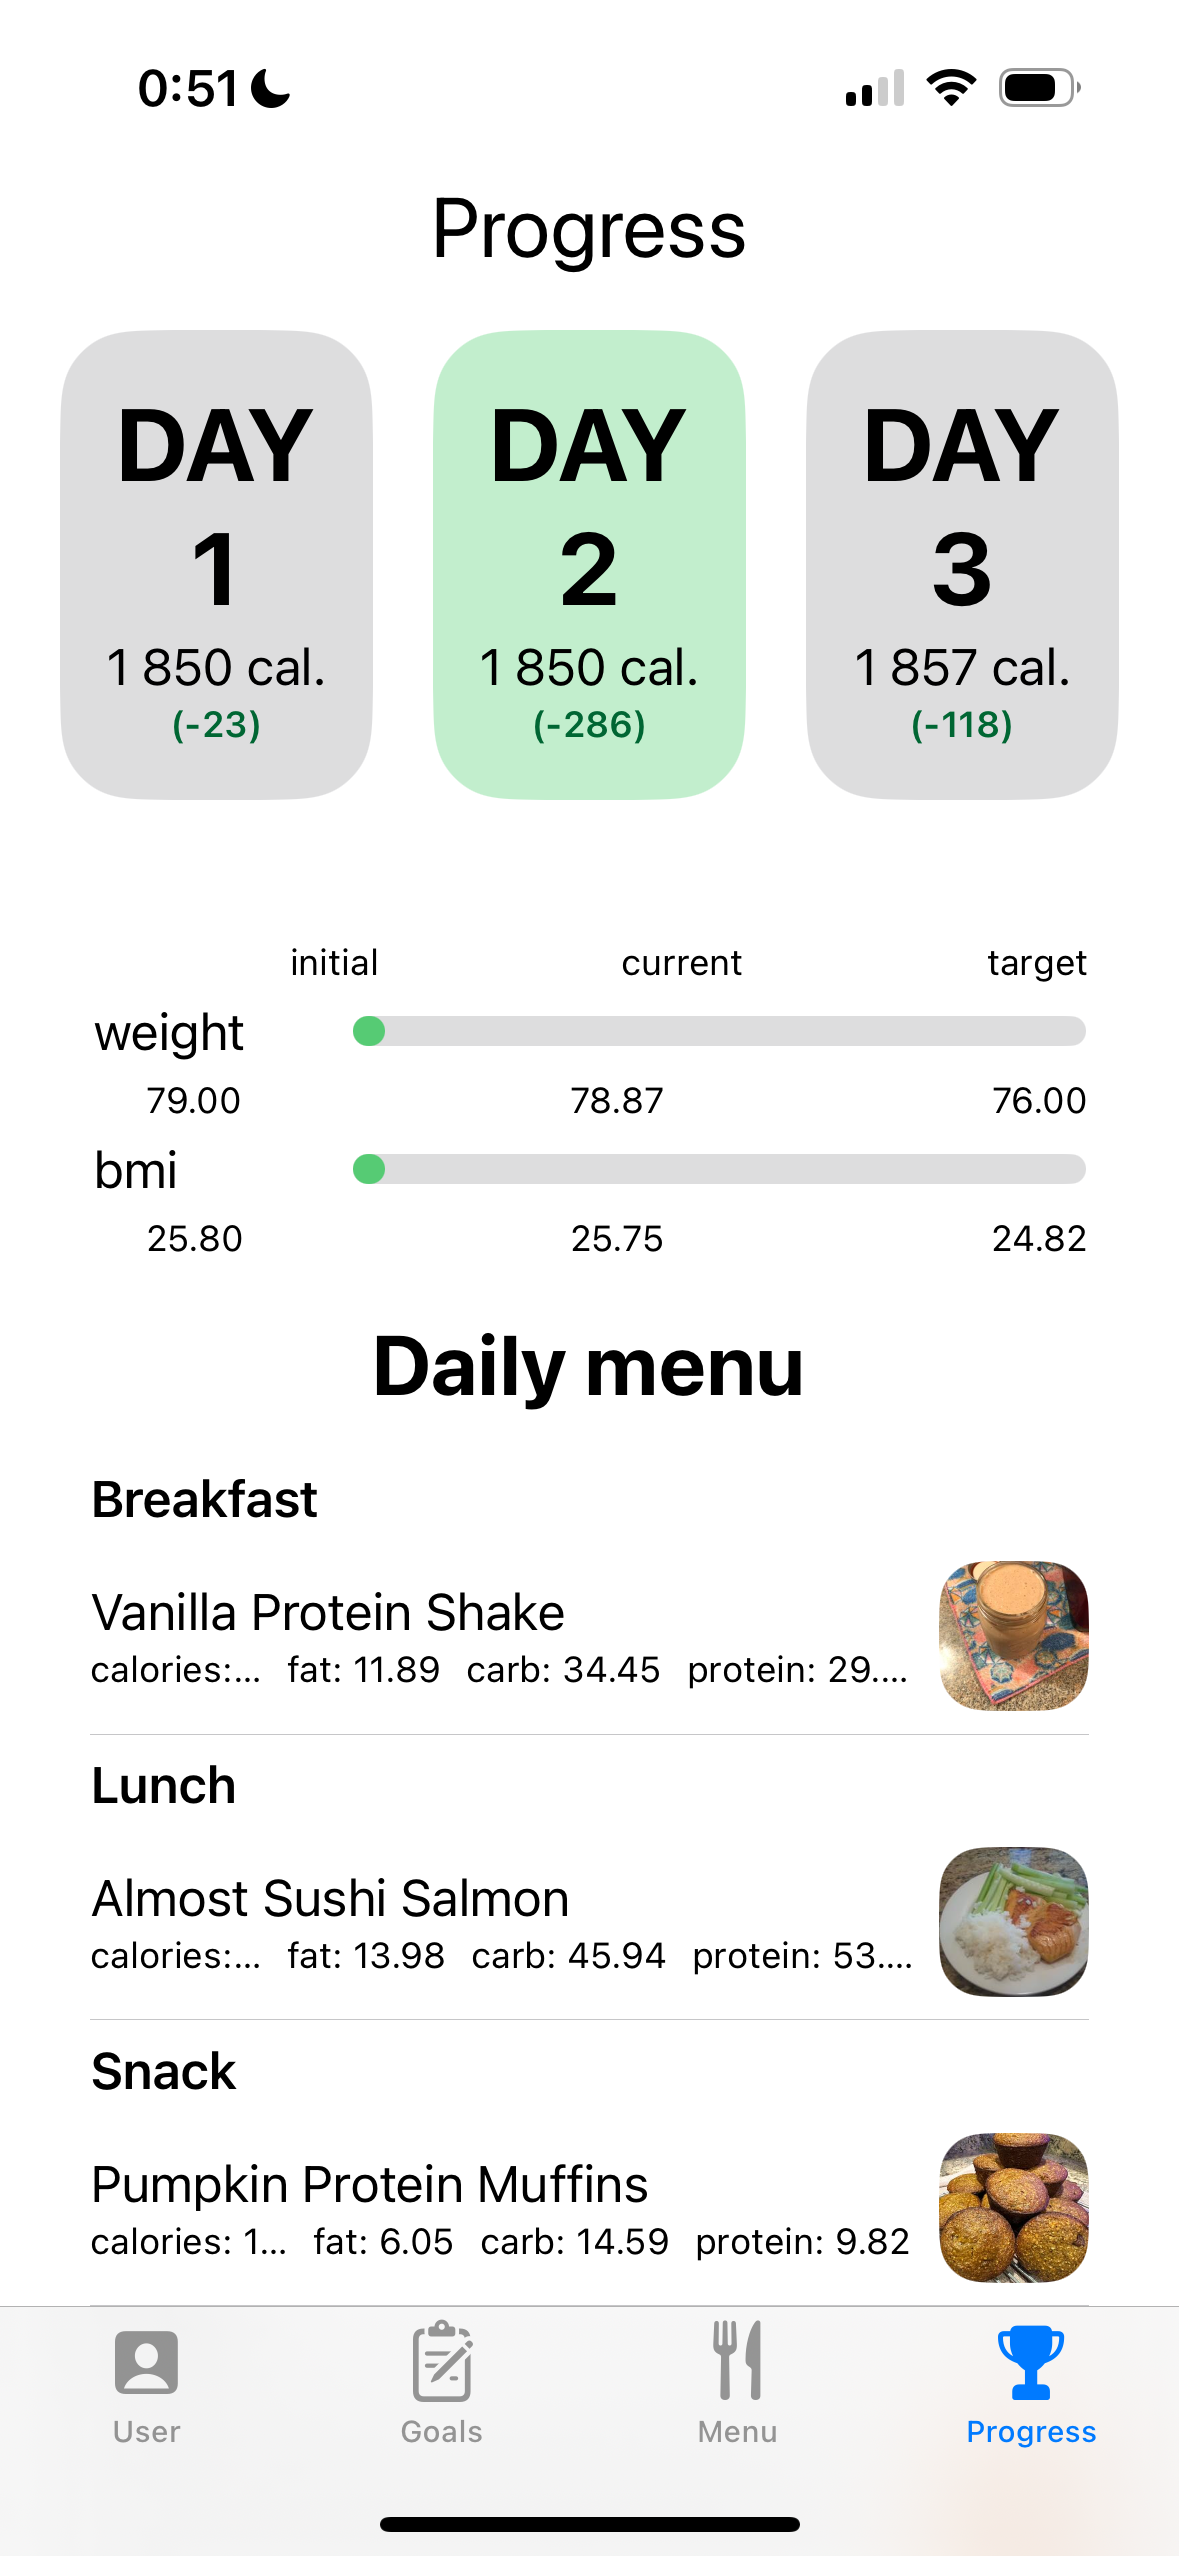 0:51
Progress
DAY
1
1 850 cal.
(-23)
DAY
2
1 850 cal.
(-286)
DAY
3
1 857 cal.
(-118)
initial current target
weight
79.00 78.87 76.00
bmi
25.80 25.75 24.82
Daily menu
Breakfast
Vanilla Protein Shake
calories:... fat: 11.89 carb: 34.45 protein: 29....
Lunch
Almost Sushi Salmon
calories:... fat: 13.98 carb: 45.94 protein: 53....
Snack
Pumpkin Protein Muffins
calories: 1... fat: 6.05 carb: 14.59 protein: 9.82
User Goals Menu Progress